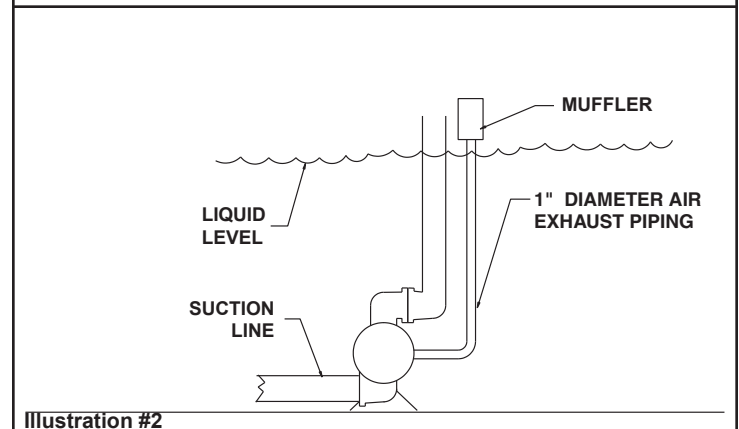 MUFFLER
LIQUID
LEVEL
1" DIAMETER AIR
EXHAUST PIPING
SUCTION
LINE
Illustration #2